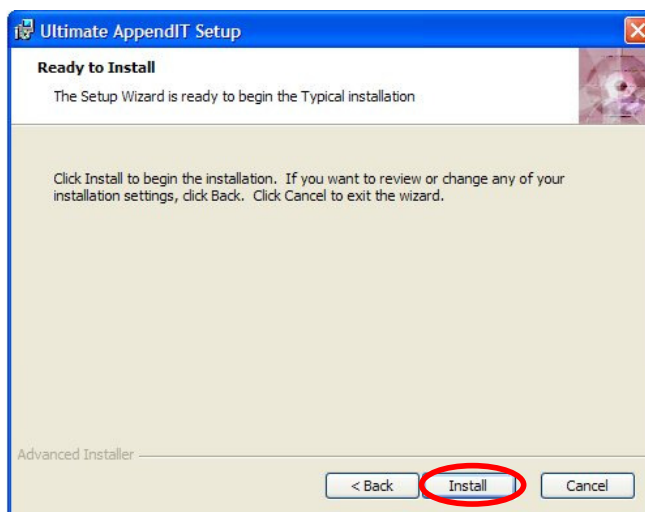 Ultimate AppendIT Setup
Ready to Install
The Setup Wizard is ready to begin the Typical installation
Click Install to begin the installation.  If you want to review or change any of your
installation settings, click Back.  Click Cancel to exit the wizard.
Advanced Installer
< Back Install Cancel